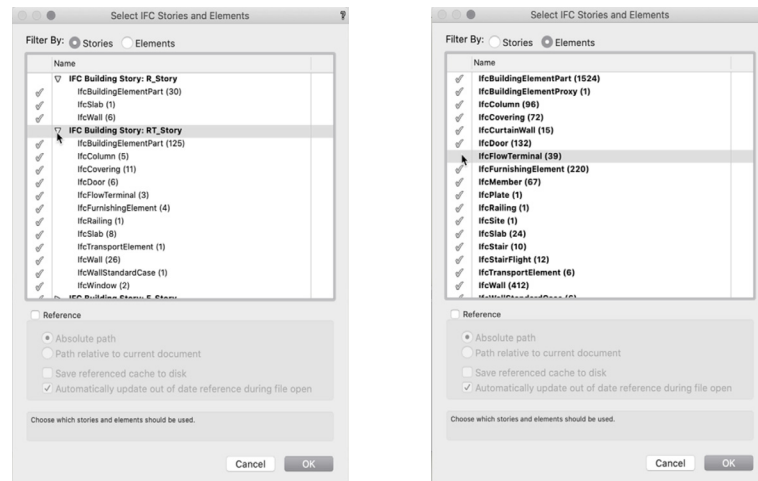 Select IFC Stories and Elements ?
Filter By: Stories Elements
Name
IFC Building Story: R_Story
IfcBuildingElementPart (30)
IfcSlab (1)
IfcWall (6)
IFC Building Story: RT_Story
IfcBuildingElementPart (125)
IfcColumn (5)
IfcCovering (11)
IfcDoor (6)
IfcFlowTerminal (3)
IfcFurnishingElement (4)
IfcRailing (1)
IfcSlab (8)
IfcTransportElement (1)
IfcWall (26)
IfcWallStandardCase (1)
IfcWindow (2)
IFC Building Story:
Reference
Absolute path
Path relative to current document
Save referenced cache to disk
Automatically update out of date reference during file open
Choose which stories and elements should be used.
Cancel OK
Select IFC Stories and Elements
Filter By: Stories Elements
Name
IfcBuildingElementPart (1524)
IfcBuildingElementProxy (1)
IfcColumn (96)
IfcCovering (72)
IfcCurtainWall (15)
IfcDoor (132)
IfcFlowTerminal (39)
IfcFurnishingElement (220)
IfcMember (67)
IfcPlate (1)
IfcRailing (1)
IfcSite (1)
IfcSlab (24)
IfcStair (10)
IfcStairFlight (12)
IfcTransportElement (6)
IfcWall (412)
IfcWallStandardCase
Reference
Absolute path
Path relative to current document
Save referenced cache to disk
Automatically update out of date reference during file open
Choose which stories and elements should be used.
Cancel OK